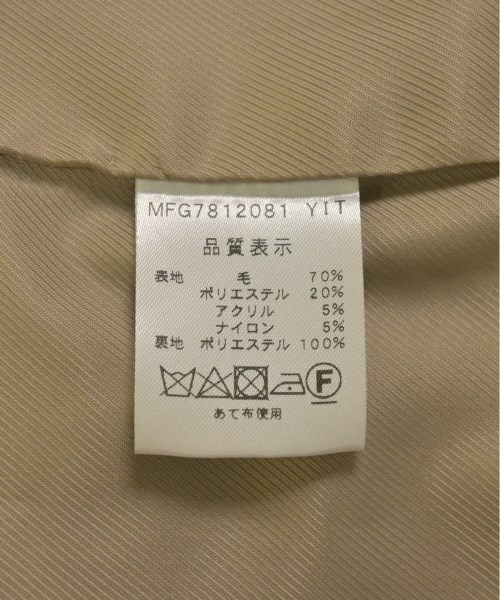 MFG7812081 YIT
品質表示
表地 毛 70%
ポリエステル 20%
アクリル 5%
ナイロン 5%
裏地 ポリエステル 100%
F
あて布使用